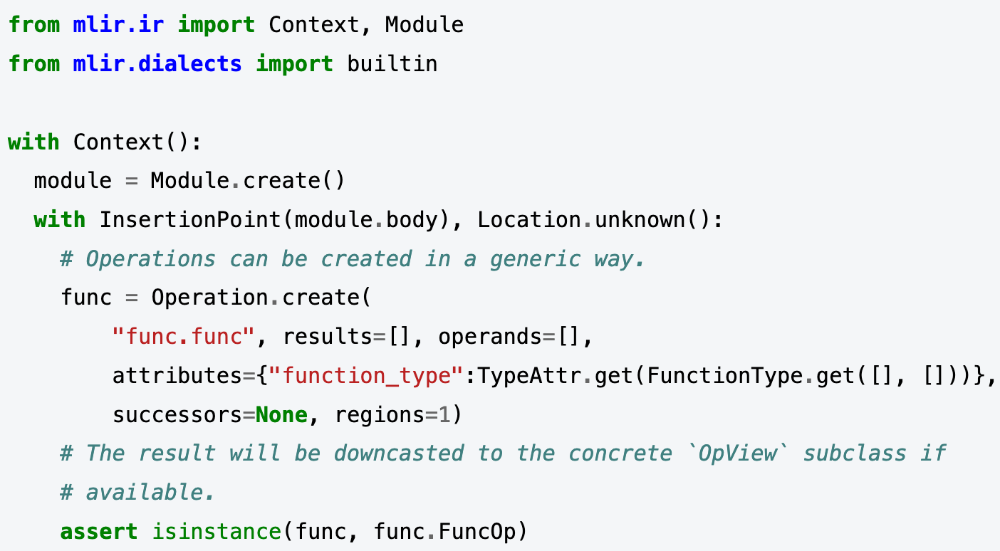 from mlir.ir import Context, Module
from mlir.dialects import builtin

with Context():
  module = Module.create()
  with InsertionPoint(module.body), Location.unknown():
    # Operations can be created in a generic way.
    func = Operation.create(
        "func.func", results=[], operands=[],
        attributes={"function_type":TypeAttr.get(FunctionType.get([], []))},
        successors=None, regions=1)
    # The result will be downcasted to the concrete `OpView` subclass if
    # available.
    assert isinstance(func, func.FuncOp)